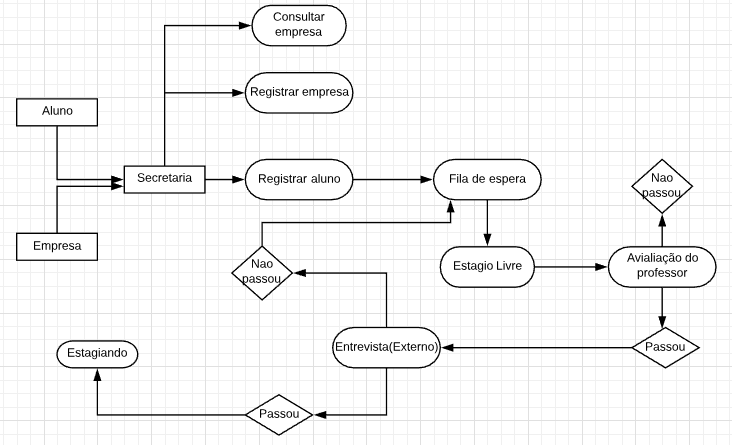 Consultar
empresa
Registrar empresa
Aluno
Secretaria
Registrar aluno
Fila de espera
Nao
passou
Empresa
Nao
passou
Estagio Livre
Avialiação do
professor
Estagiando
Entrevista(Externo)
Passou
Passou